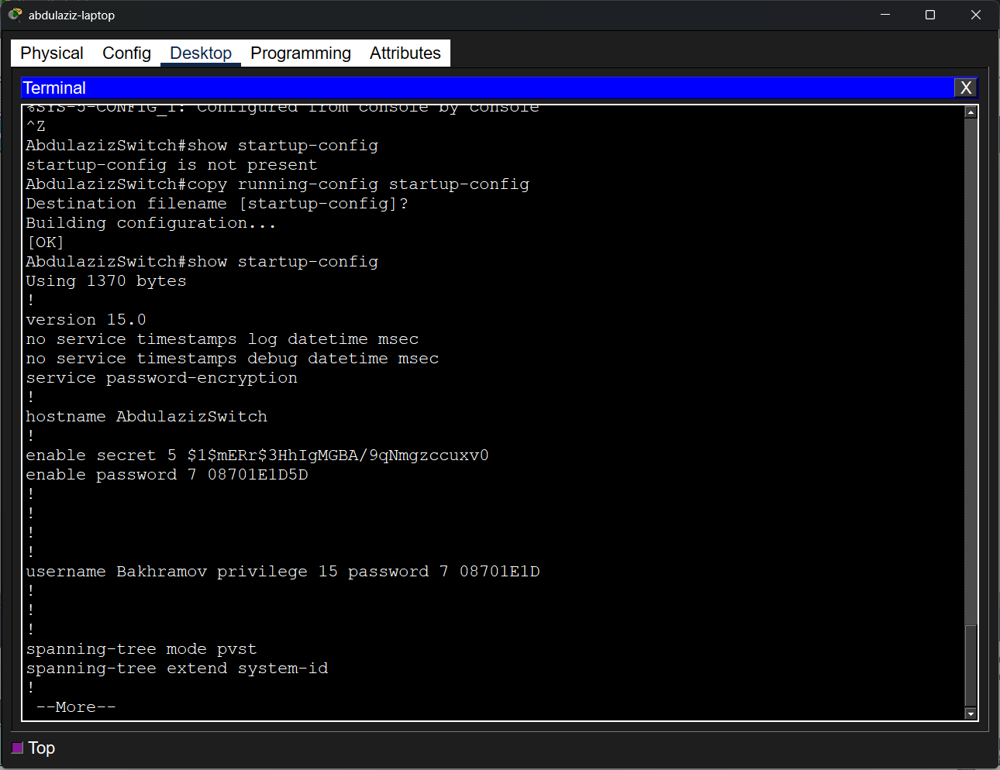 abdulaziz-laptop
Physical Config Desktop Programming Attributes
Terminal X
%SYS-5-CONFIG_I: Configured from console by console
^Z
AbdulazizSwitch#show startup-config
startup-config is not present
AbdulazizSwitch#copy running-config startup-config
Destination filename [startup-config]?
Building configuration...
[OK]
AbdulazizSwitch#show startup-config
Using 1370 bytes
!
version 15.0
no service timestamps log datetime msec
no service timestamps debug datetime msec
service password-encryption
!
hostname AbdulazizSwitch
!
enable secret 5 $1$mERr$3HhIgMGBA/9qNmgzccuxv0
enable password 7 08701E1D5D
!
!
!
!
username Bakhramov privilege 15 password 7 08701E1D
!
!
!
spanning-tree mode pvst
spanning-tree extend system-id
!
--More--
Top